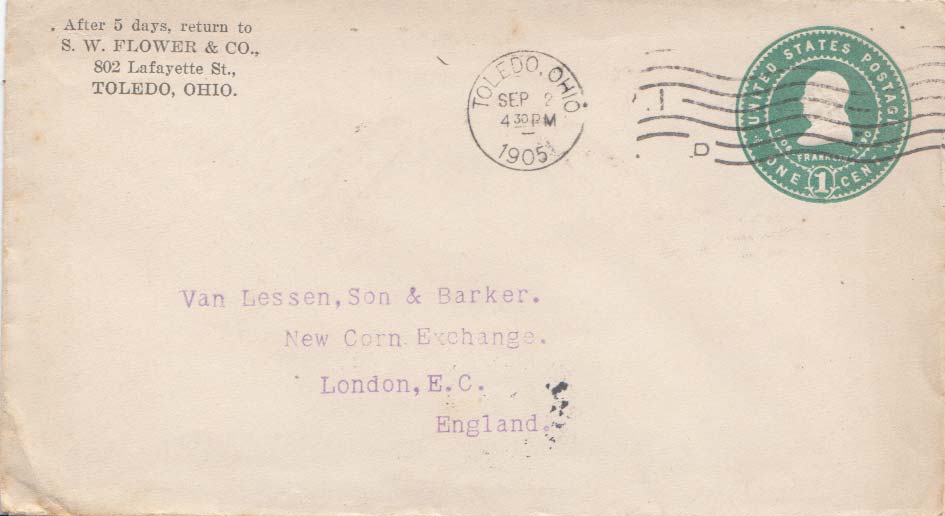 After 5 days, return to
S. W. FLOWER & CO.,
802 Lafayette St.,
TOLEDO, OHIO.
TOLEDO, OHIO
SEP 2
4 30 PM
1905
D
UNITED STATES POSTAGE
FRANKLIN
ONE 1 CENT
Van Lessen, Son & Barker.
New Corn Exchange.
London, E.C.
England.